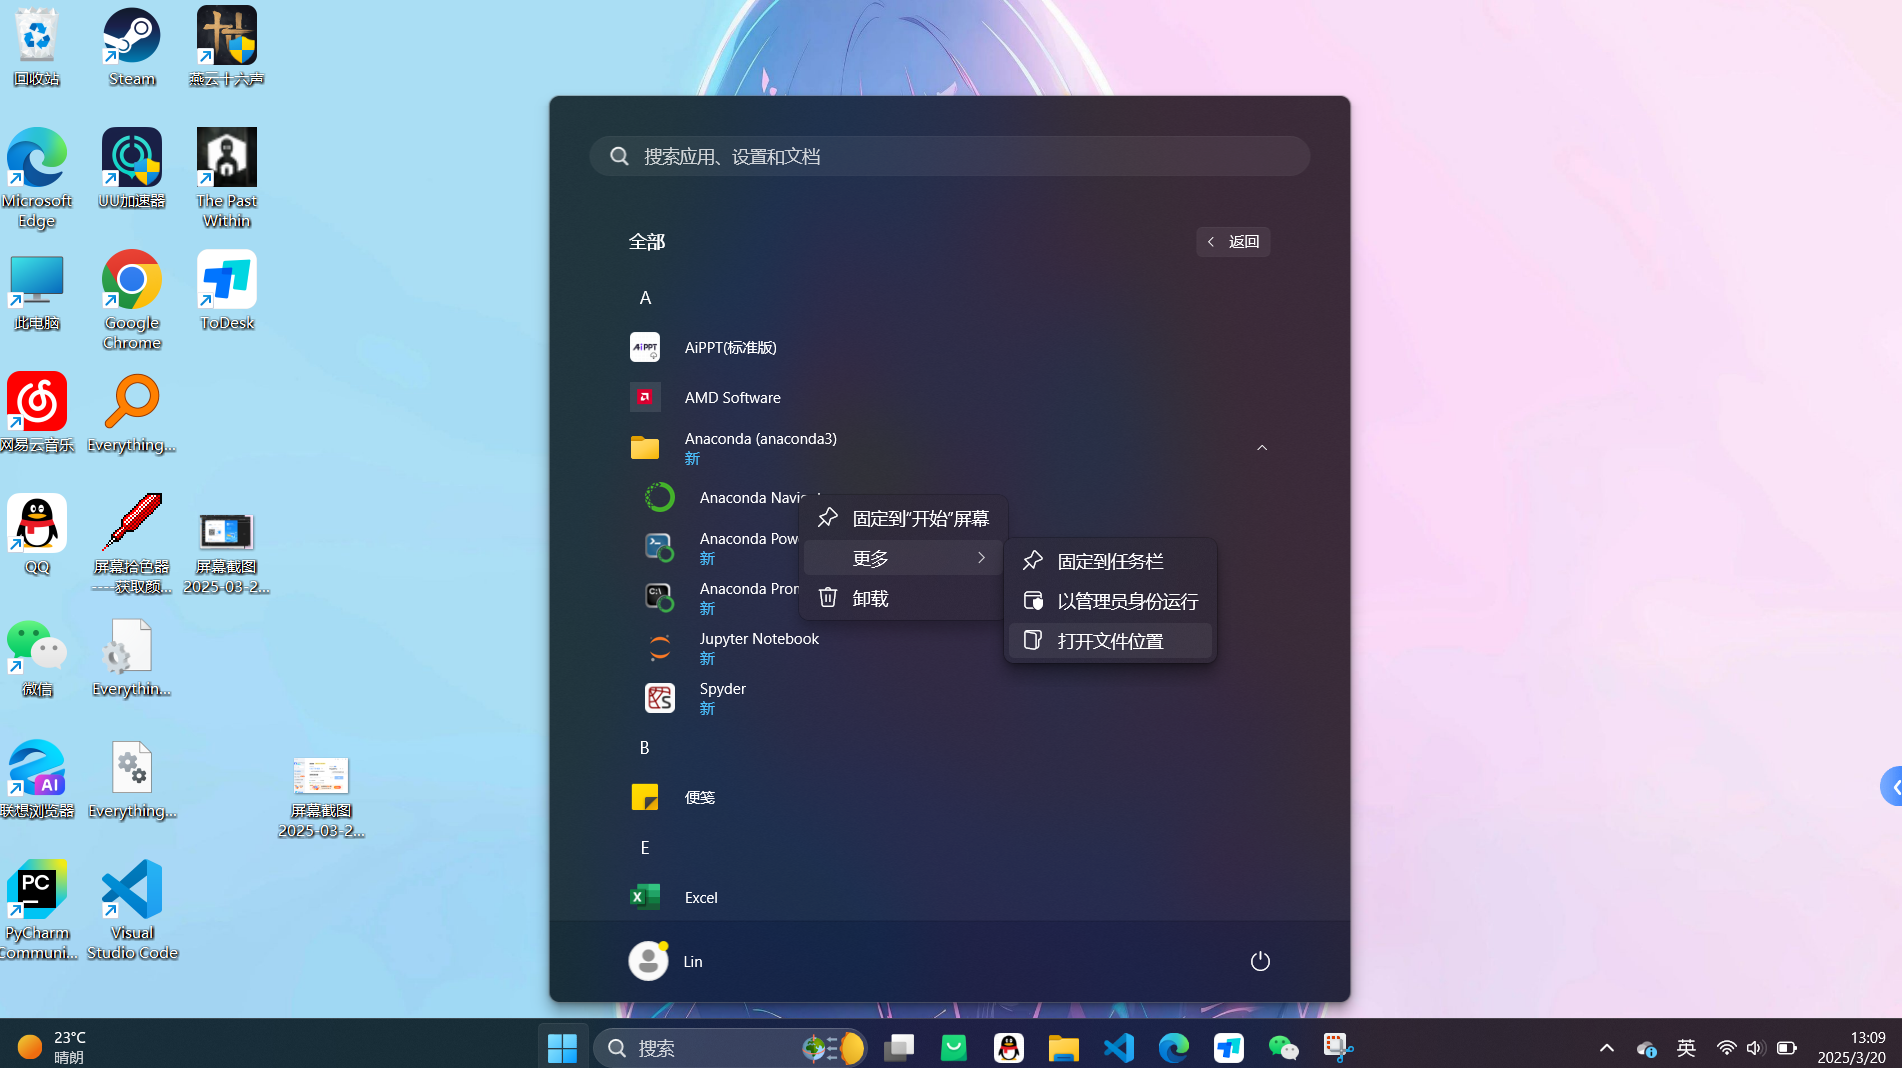 回收站
Steam
燕云十六声
Microsoft
Edge
UU加速器
The Past
Within
此电脑
Google
Chrome
ToDesk
网易云音乐
Everything...
QQ
屏幕拾色器
----获取颜...
屏幕截图
2025-03-2...
微信
Everythin...
AI
联想浏览器
Everything...
屏幕截图
2025-03-2...
PC
PyCharm
Communi...
Visual
Studio Code
搜索应用、设置和文档
全部
返回
A
AiPPT
AiPPT(标准版)
AMD Software
Anaconda (anaconda3)
新
Anaconda Navig
Anaconda Pow
新
Anaconda Pron
新
Jupyter Notebook
新
Spyder
新
固定到“开始”屏幕
更多
卸载
固定到任务栏
以管理员身份运行
打开文件位置
B
便笺
E
Excel
Lin
23°C
晴朗
搜索
英
13:09
2025/3/20